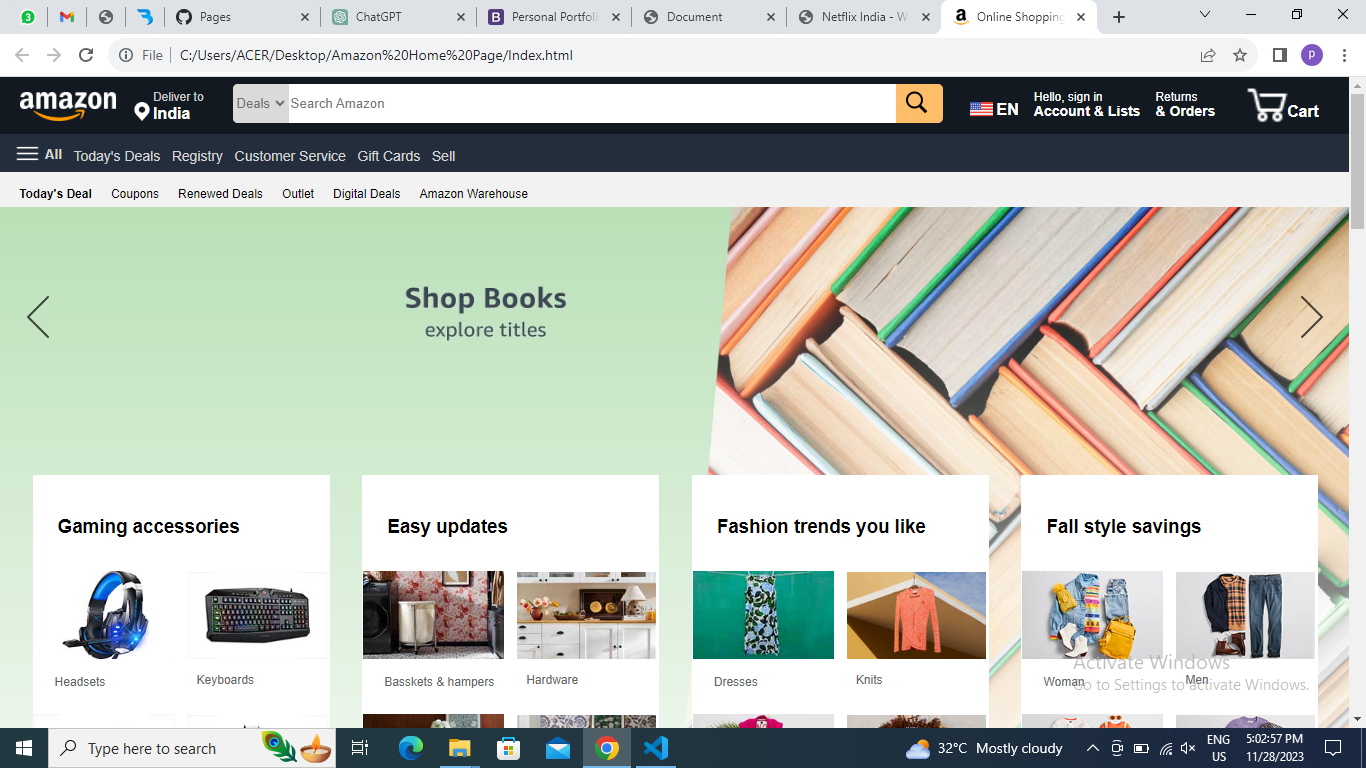 3
Pages
ChatGPT
Personal Portfoli
Document
Netflix India - W
Online Shopping
File
C:/Users/ACER/Desktop/Amazon%20Home%20Page/Index.html
P
amazon
Deliver to
India
Deals
Search Amazon
EN
Hello, sign in
Account & Lists
Returns
& Orders
Cart
All
Today's Deals
Registry
Customer Service
Gift Cards
Sell
Today's Deal
Coupons
Renewed Deals
Outlet
Digital Deals
Amazon Warehouse
Shop Books
explore titles
Gaming accessories
Easy updates
Fashion trends you like
Fall style savings
Headsets
Keyboards
Basskets & hampers
Hardware
Dresses
Knits
Woman
Men
Activate Windows
Go to Settings to activate Windows.
Type here to search
32°C Mostly cloudy
ENG
US
5:02:57 PM
11/28/2023